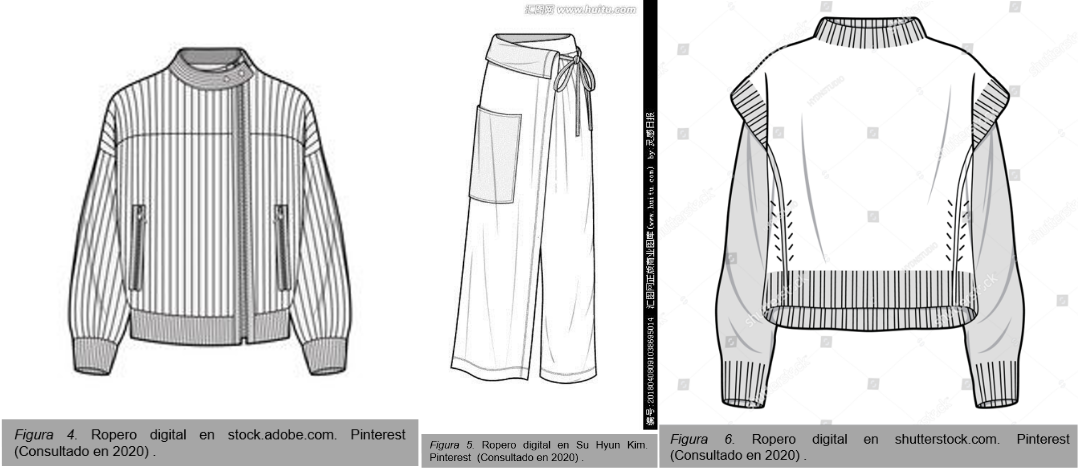 汇图网 www.huitu.com
编号:20180408091038695014 汇图网正版商业图库(www.huitu.com) by:灵感日报
shutterstock
Figura 4. Ropero digital en stock.adobe.com. Pinterest
(Consultado en 2020) .
Figura 5. Ropero digital en Su Hyun Kim.
Pinterest (Consultado en 2020) .
Figura 6. Ropero digital en shutterstock.com. Pinterest
(Consultado en 2020) .